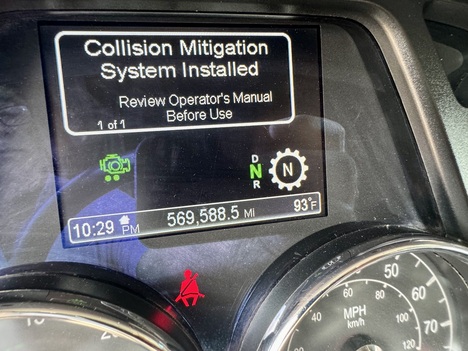 Collision Mitigation
System Installed
Review Operator's Manual
Before Use
1 of 1
D
N
R
N
10:29 PM
569,588.5 MI
93°F
50
60
70
80
100
120
MPH
km/h